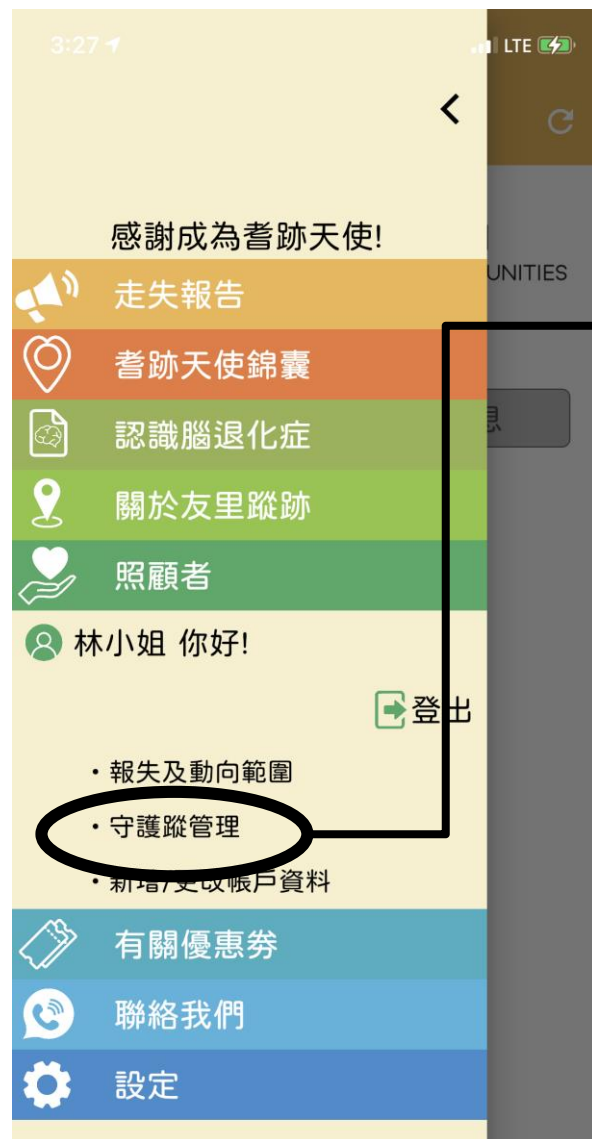 3:27
LTE
感謝成為耆跡天使!
UNITIES
走失報告
耆跡天使錦囊
息
認識腦退化症
關於友里蹤跡
照顧者
林小姐 你好!
登出
・報失及動向範圍
・守護蹤管理
・新增/更改帳戶資料
有關優惠券
聯絡我們
設定